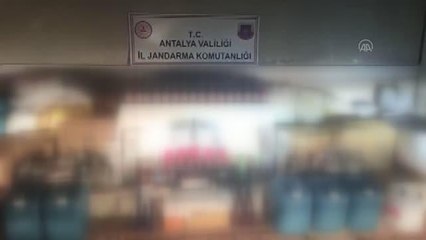 T.C.
ANTALYA VALİLİĞİ
İL JANDARMA KOMUTANLIĞI